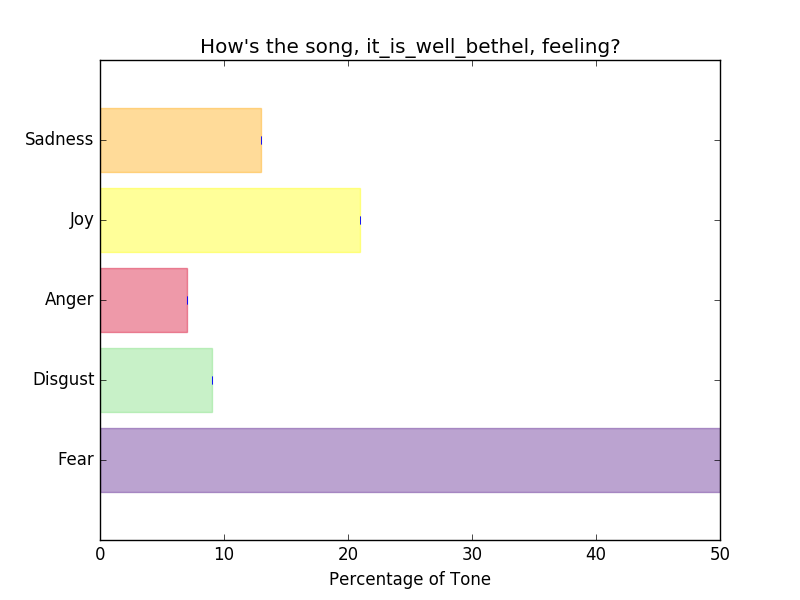 How's the song, it_is_well_bethel, feeling?
Sadness
Joy
Anger
Disgust
Fear
0 10 20 30 40 50
Percentage of Tone